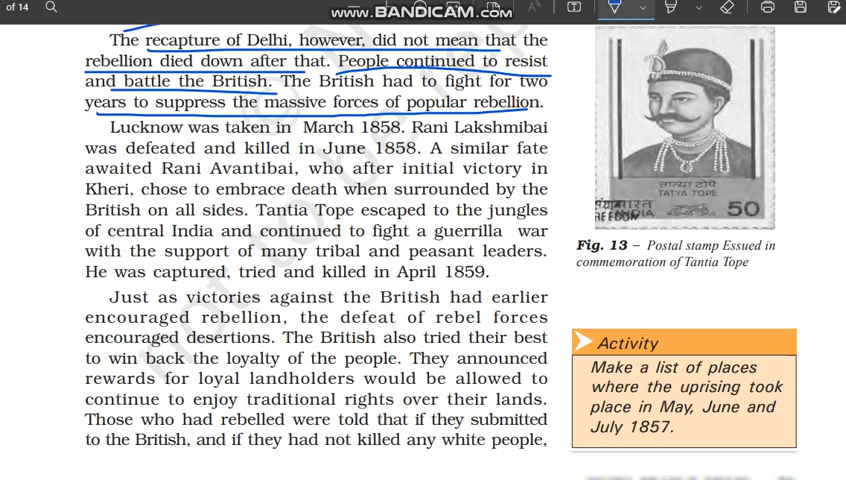 of 14
www.BANDICAM.com
The recapture of Delhi, however, did not mean that the
rebellion died down after that. People continued to resist
and battle the British. The British had to fight for two
years to suppress the massive forces of popular rebellion.
Lucknow was taken in March 1858. Rani Lakshmibai
was defeated and killed in June 1858. A similar fate
awaited Rani Avantibai, who after initial victory in
Kheri, chose to embrace death when surrounded by the
British on all sides. Tantia Tope escaped to the jungles
of central India and continued to fight a guerrilla war
with the support of many tribal and peasant leaders.
He was captured, tried and killed in April 1859.
Just as victories against the British had earlier
encouraged rebellion, the defeat of rebel forces
encouraged desertions. The British also tried their best
to win back the loyalty of the people. They announced
rewards for loyal landholders would be allowed to
continue to enjoy traditional rights over their lands.
Those who had rebelled were told that if they submitted
to the British, and if they had not killed any white people,
तात्या टोपे
TATYA TOPE
भारत
INDIA 50
Fig. 13 – Postal stamp Essued in
commemoration of Tantia Tope
Activity
Make a list of places
where the uprising took
place in May, June and
July 1857.
not to be re